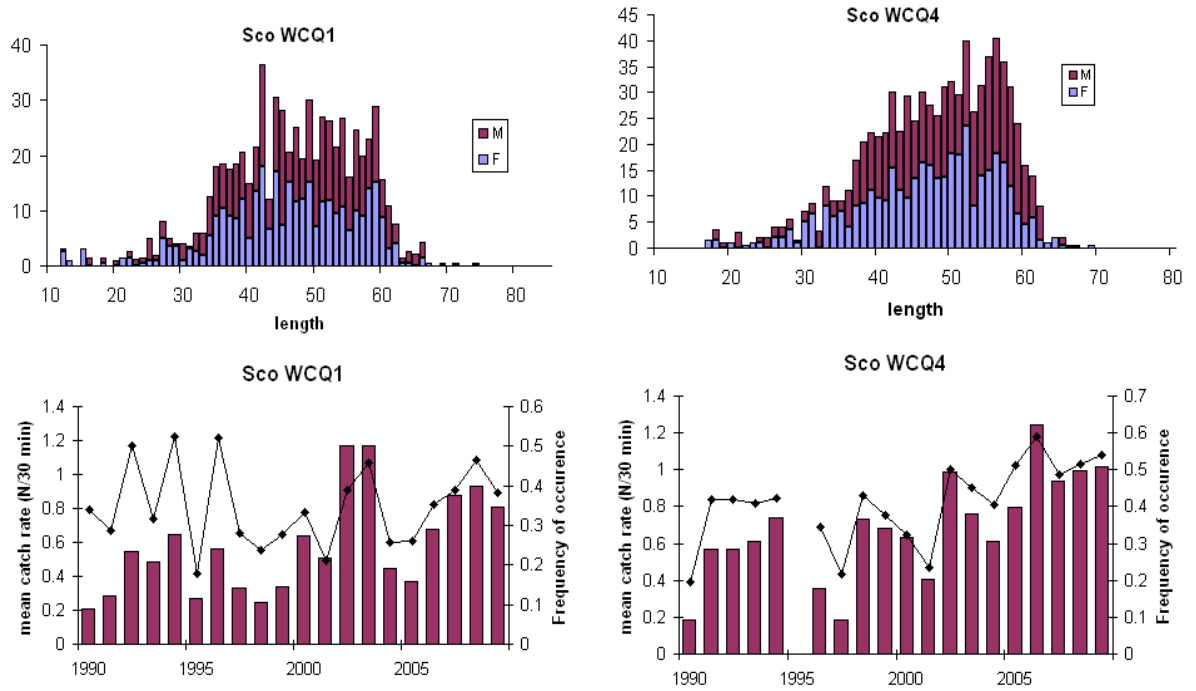 Sco WCQ1
40
30
20
10
0
10 20 30 40 50 60 70 80
length
M
F
Sco WCQ4
45
40
35
30
25
20
15
10
5
0
10 20 30 40 50 60 70 80
length
M
F
Sco WCQ1
mean catch rate (N/30 min)
1.4
1.2
1
0.8
0.6
0.4
0.2
0
1990 1995 2000 2005
0.6
0.5
0.4
0.3
0.2
0.1
0
Frequency of occurence
Sco WCQ4
mean catch rate (N/30 min)
1.4
1.2
1
0.8
0.6
0.4
0.2
0
1990 1995 2000 2005
0.7
0.6
0.5
0.4
0.3
0.2
0.1
0
Frequency of occurence